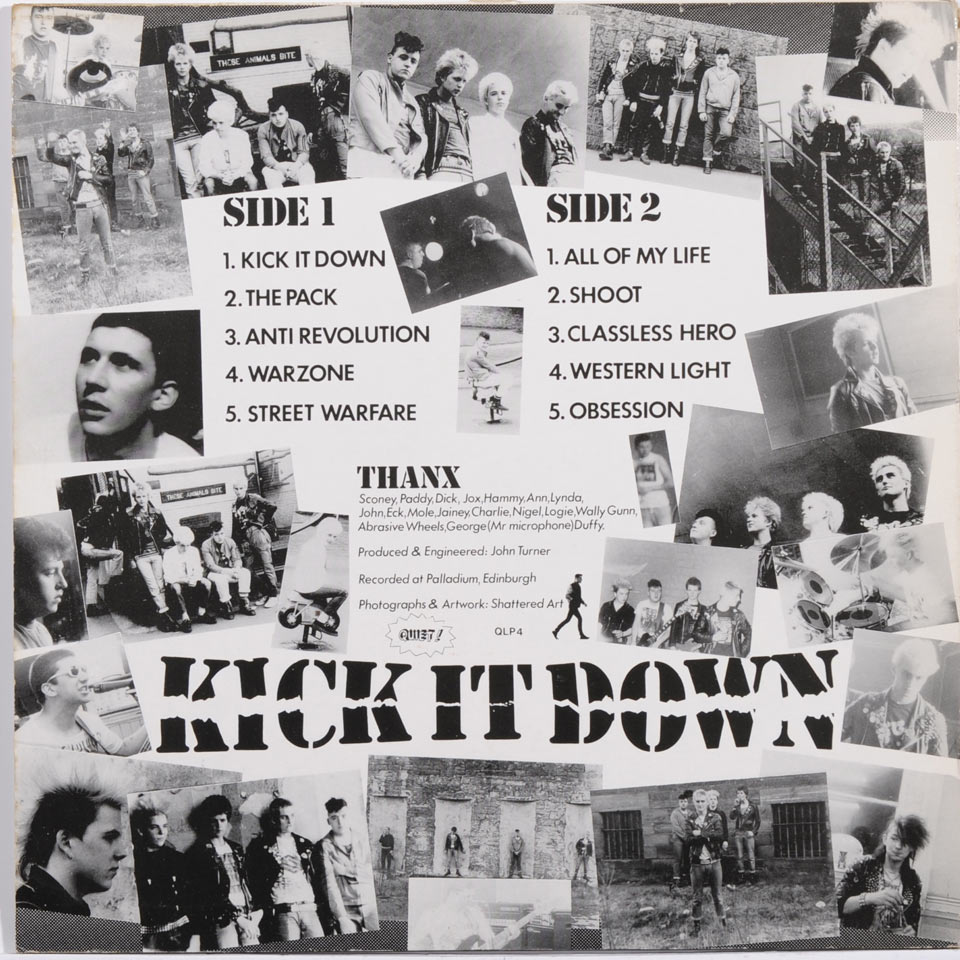 THESE ANIMALS BITE
SIDE 1
1. KICK IT DOWN
2. THE PACK
3. ANTI REVOLUTION
4. WARZONE
5. STREET WARFARE
SIDE 2
1. ALL OF MY LIFE
2. SHOOT
3. CLASSLESS HERO
4. WESTERN LIGHT
5. OBSESSION
THESE ANIMALS BITE
THANX
Sconey, Paddy, Dick, Jox, Hammy, Ann, Lynda,
John, Eck, Mole, Jainey, Charlie, Nigel, Logie, Wally Gunn,
Abrasive Wheels, George (Mr microphone) Duffy.
Produced & Engineered: John Turner
Recorded at Palladium, Edinburgh
Photographs & Artwork: Shattered Art
QUIET!
QLP 4
KICK IT DOWN